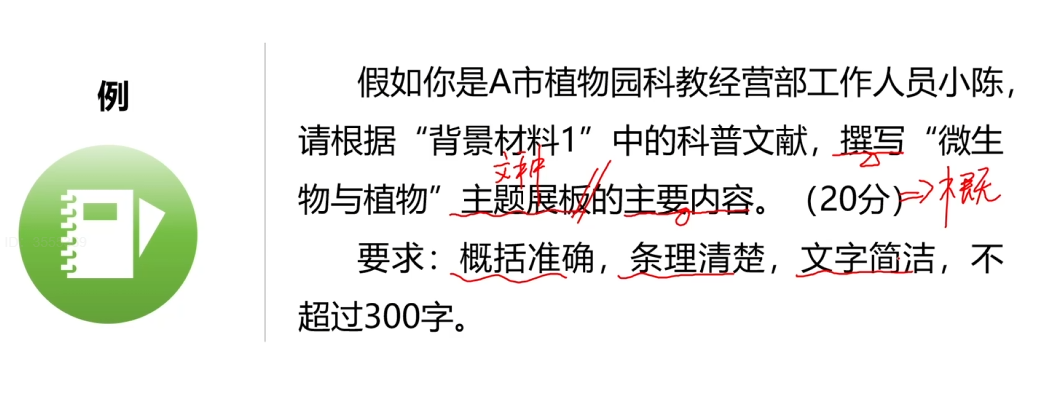 例
假如你是A市植物园科教经营部工作人员小陈，
请根据“背景材料1”中的科普文献，撰写“微生
文种
物与植物”主题展板的主要内容。（20分）
概
要求：概括准确，条理清楚，文字简洁，不
超过300字。